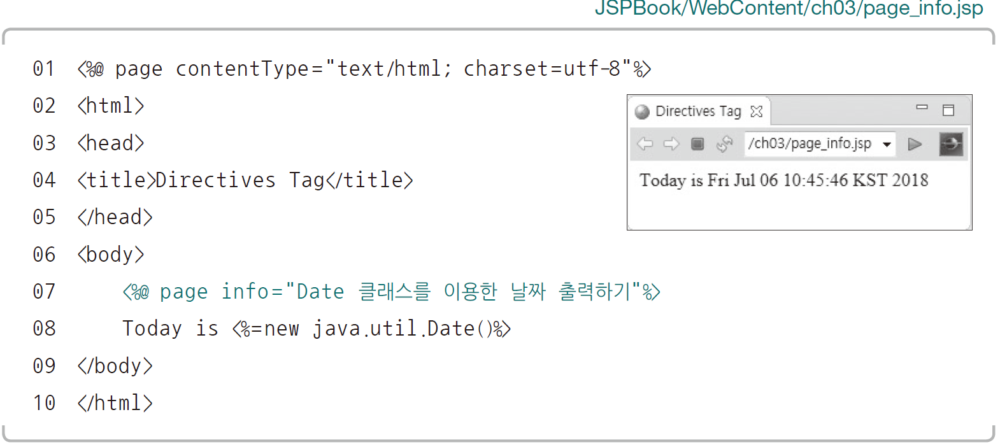 JSPBook/WebContent/ch03/page_info.jsp
01 <%@ page contentType="text/html; charset=utf-8"%>
02 <html>
03 <head>
04 <title>Directives Tag</title>
05 </head>
06 <body>
07 <%@ page info="Date 클래스를 이용한 날짜 출력하기"%>
08 Today is <%=new java.util.Date()%>
09 </body>
10 </html>
Directives Tag
/ch03/page_info.jsp
Today is Fri Jul 06 10:45:46 KST 2018